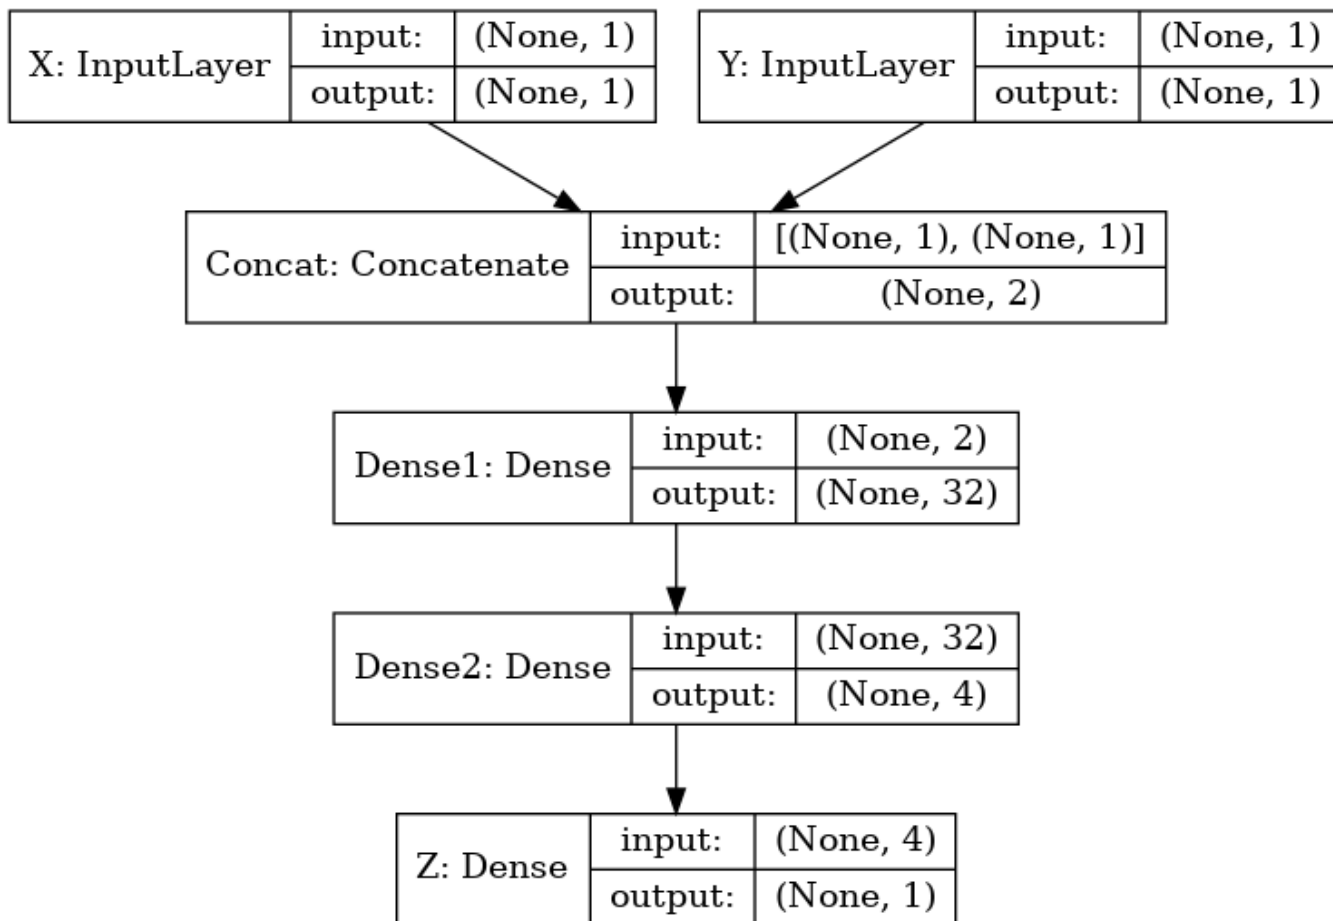 X: InputLayer
input: (None, 1)
output: (None, 1)
Y: InputLayer
input: (None, 1)
output: (None, 1)
Concat: Concatenate
input: [(None, 1), (None, 1)]
output: (None, 2)
Dense1: Dense
input: (None, 2)
output: (None, 32)
Dense2: Dense
input: (None, 32)
output: (None, 4)
Z: Dense
input: (None, 4)
output: (None, 1)